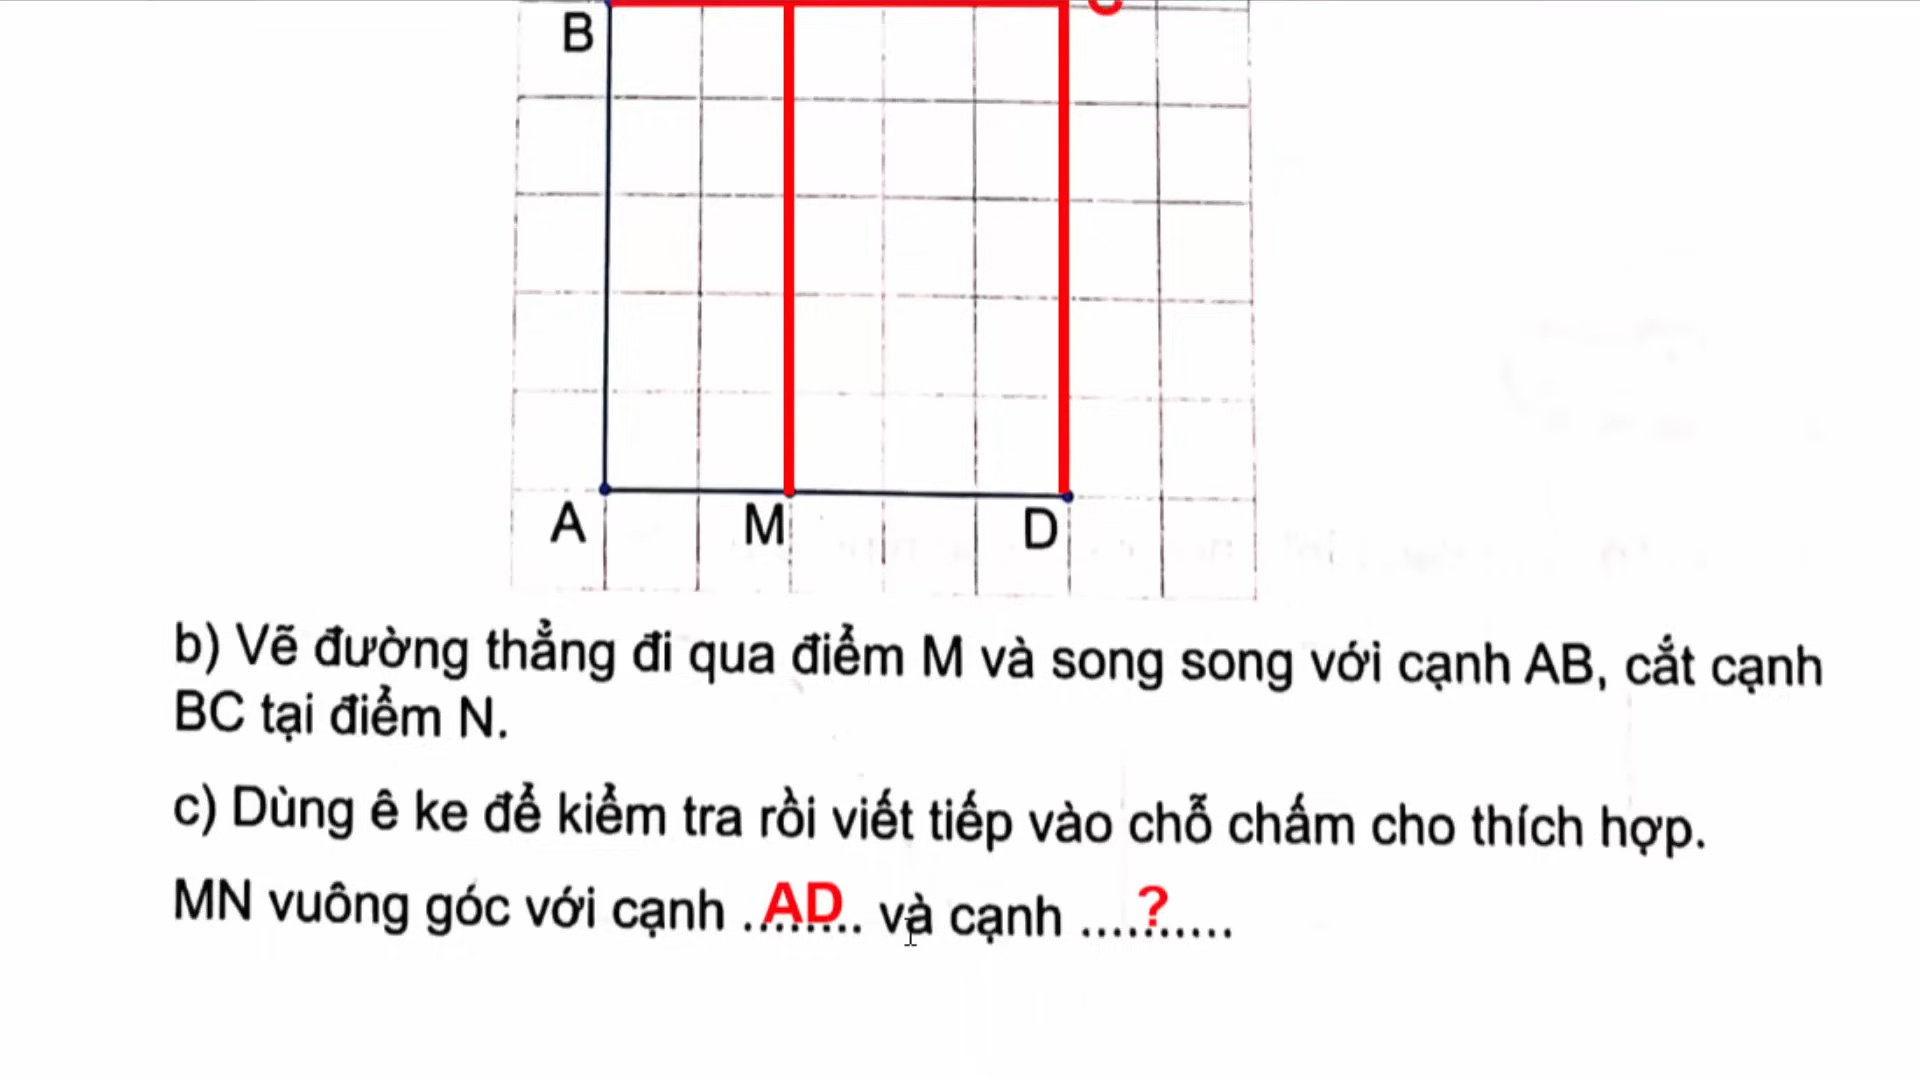 B
A M D
b) Vẽ đường thẳng đi qua điểm M và song song với cạnh AB, cắt cạnh
BC tại điểm N.
c) Dùng ê ke để kiểm tra rồi viết tiếp vào chỗ chấm cho thích hợp.
MN vuông góc với cạnh .AD.. và cạnh ....?.....